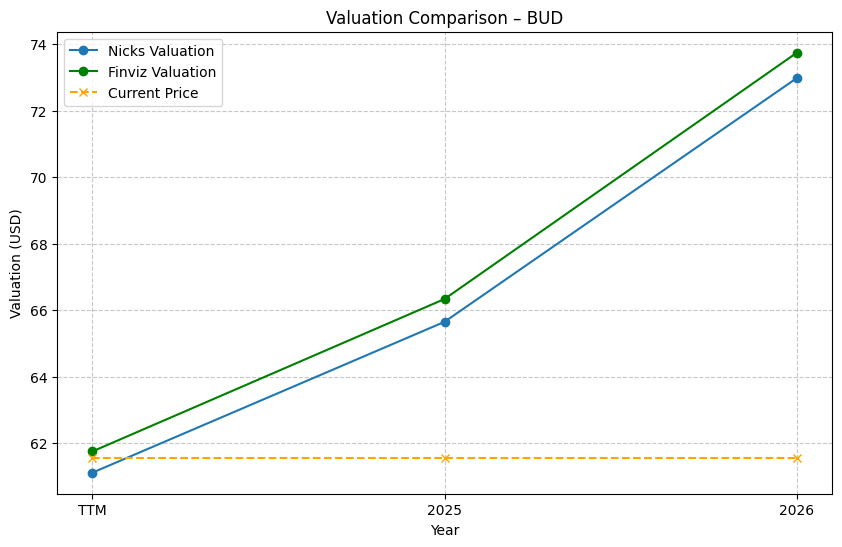 Valuation Comparison – BUD
Nicks Valuation
Finviz Valuation
Current Price
Valuation (USD)
74
72
70
68
66
64
62
TTM
2025
2026
Year